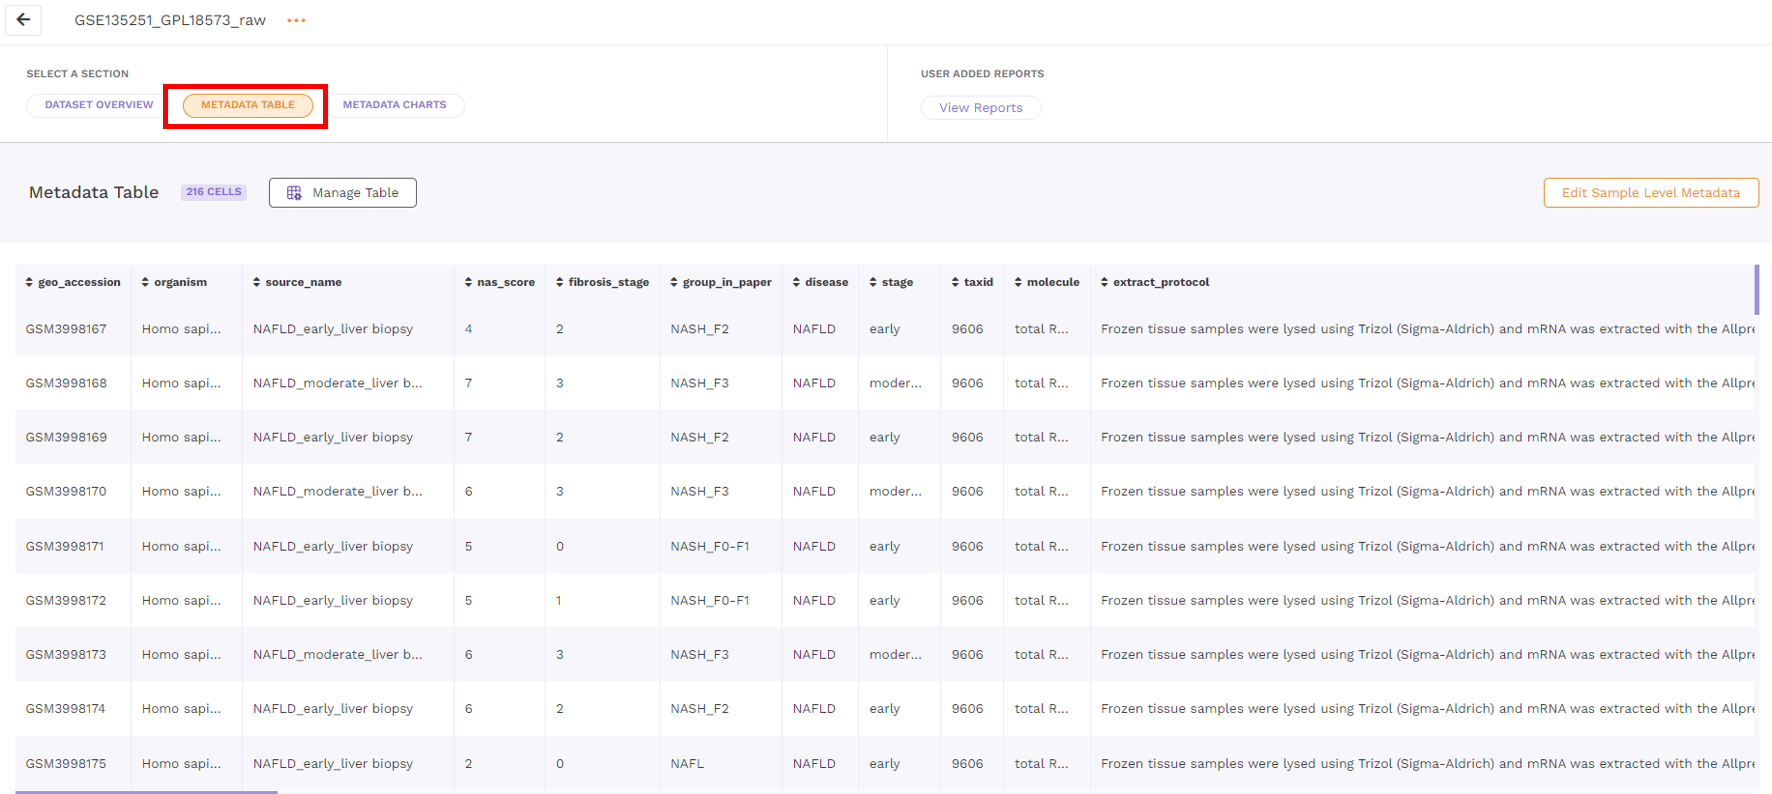 GSE135251_GPL18573_raw
SELECT A SECTION
USER ADDED REPORTS
DATASET OVERVIEW METADATA TABLE METADATA CHARTS
View Reports
Metadata Table 216 CELLS Manage Table Edit Sample Level Metadata
geo_accession organism source_name nas_score fibrosis_stage group_in_paper disease stage taxid molecule extract_protocol
GSM3998167 Homo sapi... NAFLD_early_liver biopsy 4 2 NASH_F2 NAFLD early 9606 total R... Frozen tissue samples were lysed using Trizol (Sigma-Aldrich) and mRNA was extracted with the Allpre
GSM3998168 Homo sapi... NAFLD_moderate_liver b... 7 3 NASH_F3 NAFLD moder... 9606 total R... Frozen tissue samples were lysed using Trizol (Sigma-Aldrich) and mRNA was extracted with the Allpre
GSM3998169 Homo sapi... NAFLD_early_liver biopsy 7 2 NASH_F2 NAFLD early 9606 total R... Frozen tissue samples were lysed using Trizol (Sigma-Aldrich) and mRNA was extracted with the Allpre
GSM3998170 Homo sapi... NAFLD_moderate_liver b... 6 3 NASH_F3 NAFLD moder... 9606 total R... Frozen tissue samples were lysed using Trizol (Sigma-Aldrich) and mRNA was extracted with the Allpre
GSM3998171 Homo sapi... NAFLD_early_liver biopsy 5 0 NASH_F0-F1 NAFLD early 9606 total R... Frozen tissue samples were lysed using Trizol (Sigma-Aldrich) and mRNA was extracted with the Allpre
GSM3998172 Homo sapi... NAFLD_early_liver biopsy 5 1 NASH_F0-F1 NAFLD early 9606 total R... Frozen tissue samples were lysed using Trizol (Sigma-Aldrich) and mRNA was extracted with the Allpre
GSM3998173 Homo sapi... NAFLD_moderate_liver b... 6 3 NASH_F3 NAFLD moder... 9606 total R... Frozen tissue samples were lysed using Trizol (Sigma-Aldrich) and mRNA was extracted with the Allpre
GSM3998174 Homo sapi... NAFLD_early_liver biopsy 6 2 NASH_F2 NAFLD early 9606 total R... Frozen tissue samples were lysed using Trizol (Sigma-Aldrich) and mRNA was extracted with the Allpre
GSM3998175 Homo sapi... NAFLD_early_liver biopsy 2 0 NAFL NAFLD early 9606 total R... Frozen tissue samples were lysed using Trizol (Sigma-Aldrich) and mRNA was extracted with the Allpre